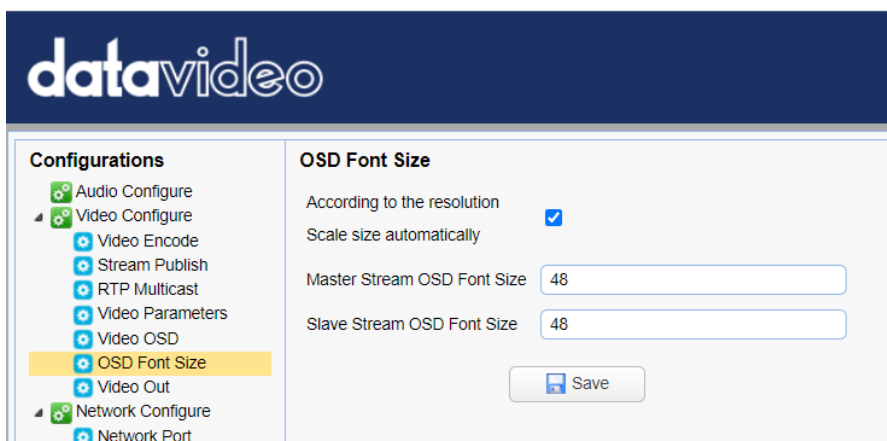 datavideo
Configurations
Audio Configure
Video Configure
Video Encode
Stream Publish
RTP Multicast
Video Parameters
Video OSD
OSD Font Size
Video Out
Network Configure
Network Port
OSD Font Size
According to the resolution
Scale size automatically
Master Stream OSD Font Size 48
Slave Stream OSD Font Size 48
Save